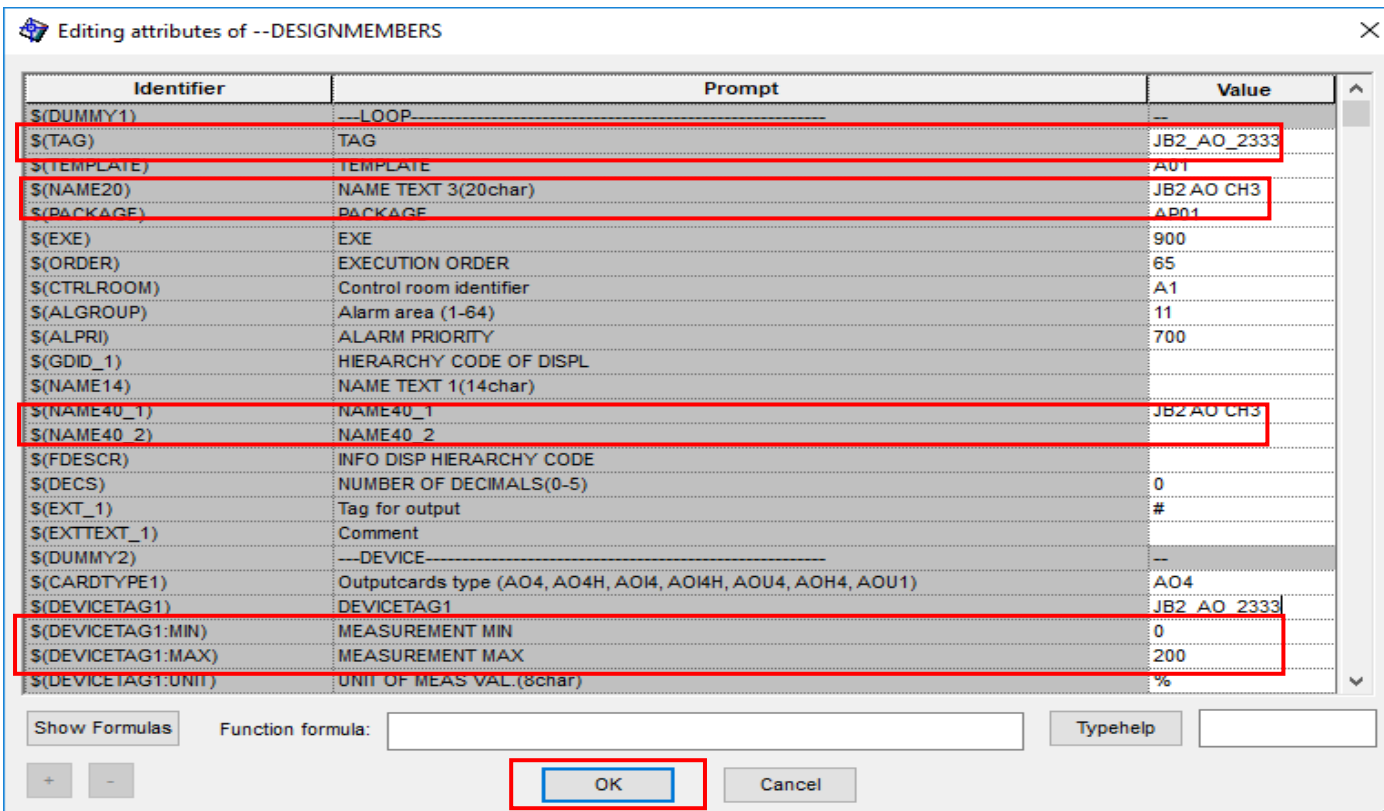 Editing attributes of --DESIGNMEMBERS
Identifier Prompt Value
$(DUMMY1) ---LOOP----------------------------------------------------------- --
$(TAG) TAG JB2_AO_2333
$(TEMPLATE) TEMPLATE A01
$(NAME20) NAME TEXT 3(20char) JB2 AO CH3
$(PACKAGE) PACKAGE AP01
$(EXE) EXE 900
$(ORDER) EXECUTION ORDER 65
$(CTRLROOM) Control room identifier A1
$(ALGROUP) Alarm area (1-64) 11
$(ALPRI) ALARM PRIORITY 700
$(GDID_1) HIERARCHY CODE OF DISPL
$(NAME14) NAME TEXT 1(14char)
$(NAME40_1) NAME40_1 JB2 AO CH3
$(NAME40_2) NAME40_2
$(FDESCR) INFO DISP HIERARCHY CODE
$(DECS) NUMBER OF DECIMALS(0-5) 0
$(EXT_1) Tag for output #
$(EXTTEXT_1) Comment
$(DUMMY2) ---DEVICE--------------------------------------------------------- --
$(CARDTYPE1) Outputcards type (AO4, AO4H, AOI4, AOI4H, AOU4, AOH4, AOU1) AO4
$(DEVICETAG1) DEVICETAG1 JB2_AO_2333
$(DEVICETAG1:MIN) MEASUREMENT MIN 0
$(DEVICETAG1:MAX) MEASUREMENT MAX 200
$(DEVICETAG1:UNIT) UNIT OF MEAS VAL.(8char) %
Show Formulas Function formula: Typehelp
+ - OK Cancel